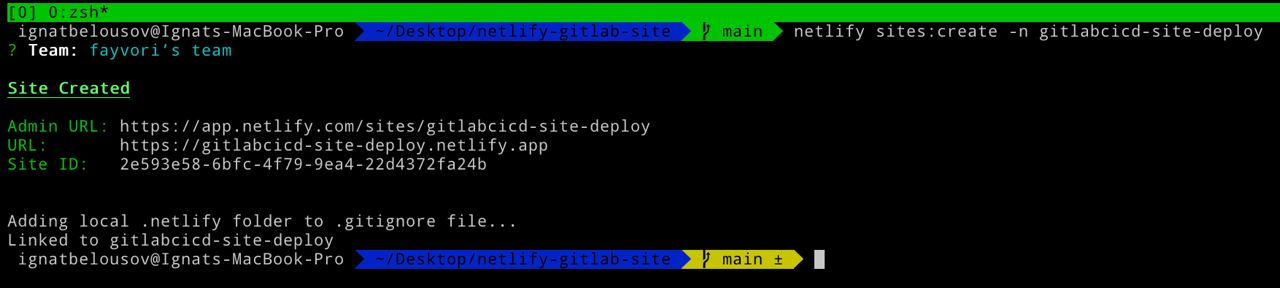 [0] 0:zsh*
ignatbelousov@Ignats-MacBook-Pro ~/Desktop/netlify-gitlab-site main netlify sites:create -n gitlabcicd-site-deploy
? Team: fayvori's team
Site Created
Admin URL: https://app.netlify.com/sites/gitlabcicd-site-deploy
URL: https://gitlabcicd-site-deploy.netlify.app
Site ID: 2e593e58-6bfc-4f79-9ea4-22d4372fa24b
Adding local .netlify folder to .gitignore file...
Linked to gitlabcicd-site-deploy
ignatbelousov@Ignats-MacBook-Pro ~/Desktop/netlify-gitlab-site main ±